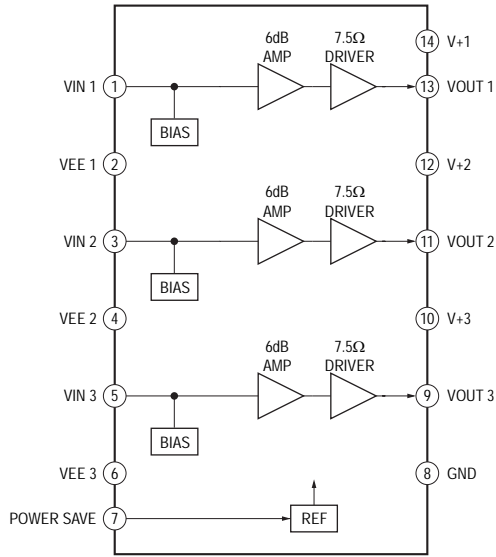 6dB 7.5Ω
AMP DRIVER
14 V+1
VIN 1 1 13 VOUT 1
BIAS
VEE 1 2 12 V+2
6dB 7.5Ω
AMP DRIVER
VIN 2 3 11 VOUT 2
BIAS
VEE 2 4 10 V+3
6dB 7.5Ω
AMP DRIVER
VIN 3 5 9 VOUT 3
BIAS
VEE 3 6 8 GND
POWER SAVE 7 REF